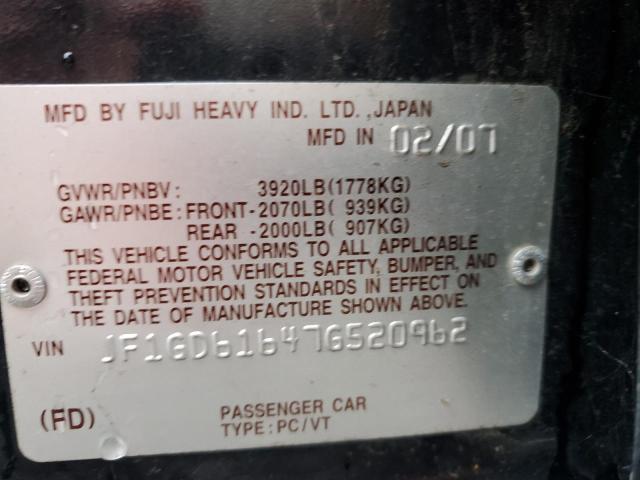 MFD BY FUJI HEAVY IND. LTD., JAPAN
MFD IN 02/07
GVWR/PNBV: 3920LB(1778KG)
GAWR/PNBE: FRONT-2070LB( 939KG)
REAR -2000LB( 907KG)
THIS VEHICLE CONFORMS TO ALL APPLICABLE
FEDERAL MOTOR VEHICLE SAFETY, BUMPER, AND
THEFT PREVENTION STANDARDS IN EFFECT ON
THE DATE OF MANUFACTURE SHOWN ABOVE.
VIN JF1GD61647G520962
(FD) PASSENGER CAR
TYPE: PC/VT